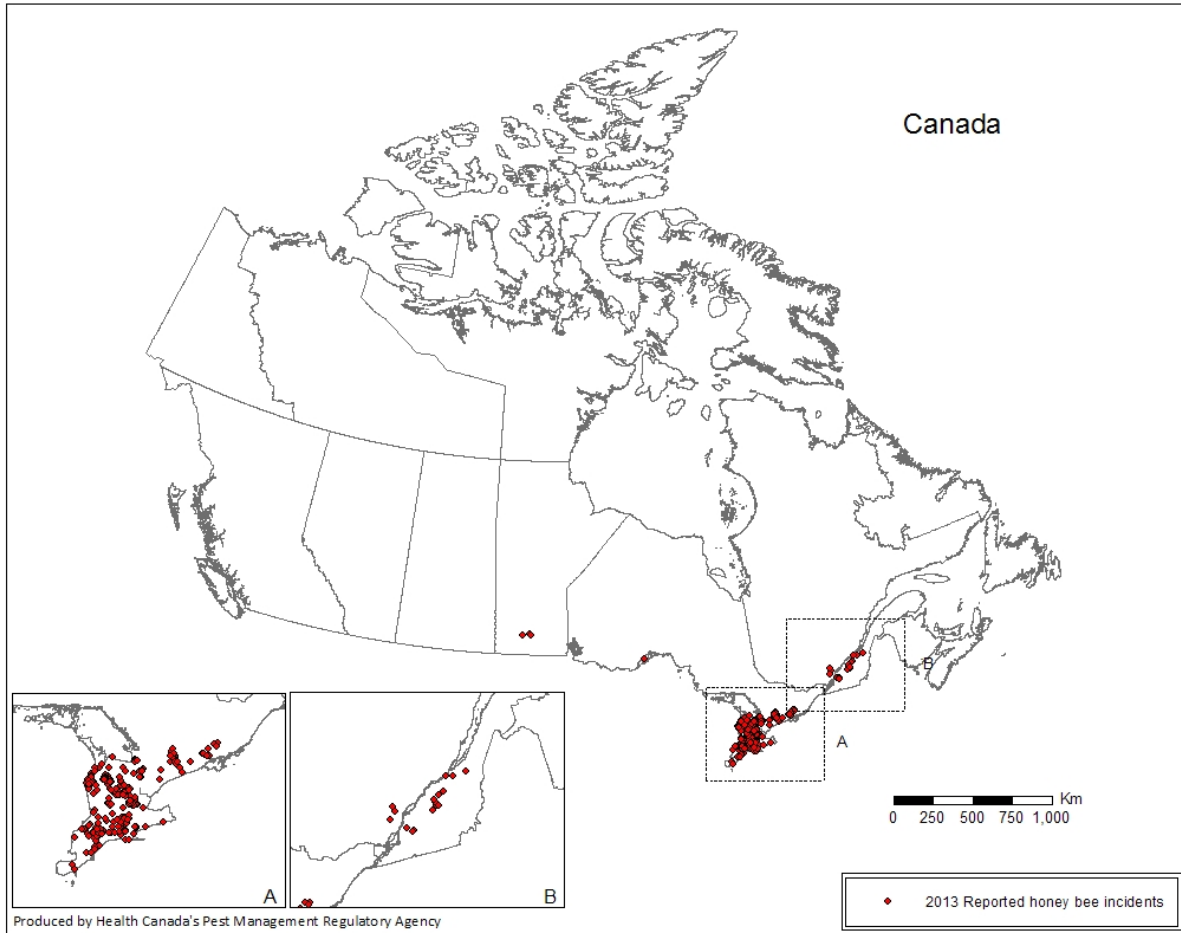 Canada
B
A
Km
0 250 500 750 1,000
A
B
2013 Reported honey bee incidents
Produced by Health Canada's Pest Management Regulatory Agency